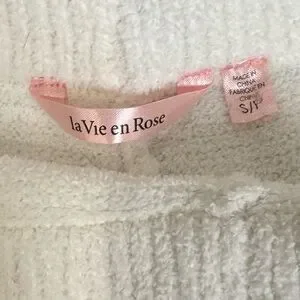 la Vie en Rose
MADE IN
CHINA
FABRIQUÉ EN
CHINE
S/P